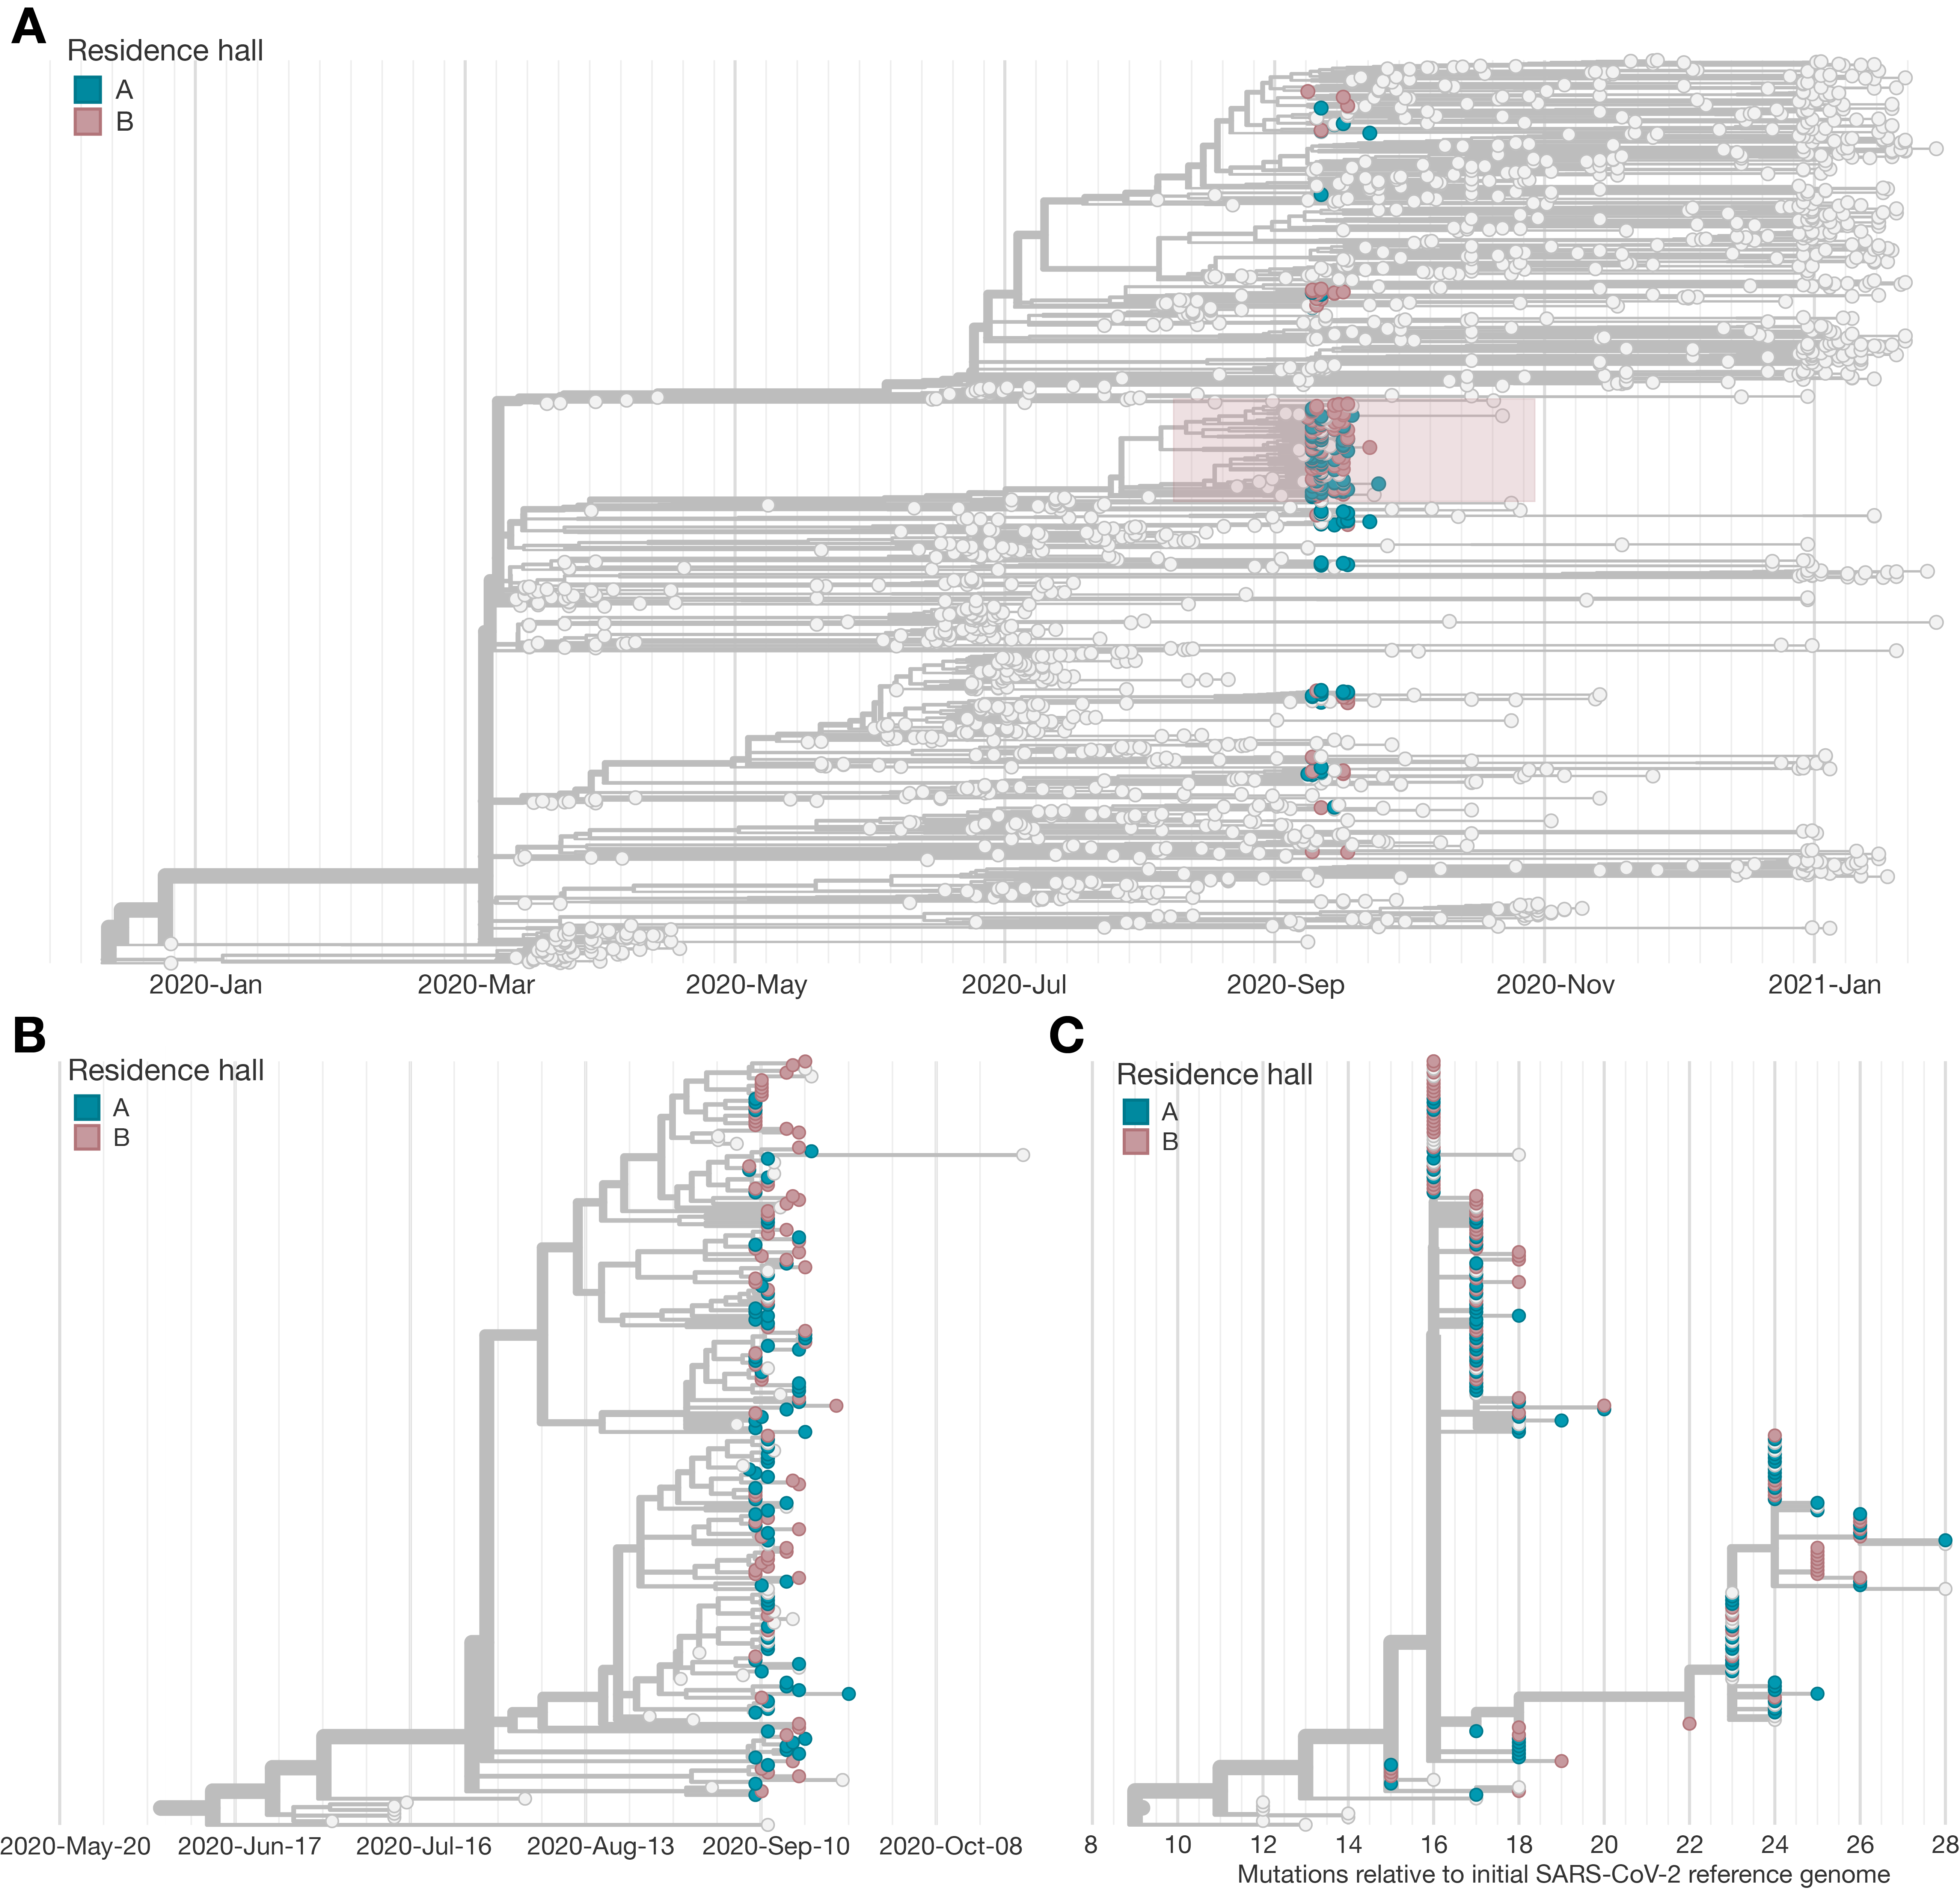 A
Residence hall
A
B
2020-Jan 2020-Mar 2020-May 2020-Jul 2020-Sep 2020-Nov 2021-Jan
B
Residence hall
A
B
2020-May-20 2020-Jun-17 2020-Jul-16 2020-Aug-13 2020-Sep-10 2020-Oct-08
C
Residence hall
A
B
8 10 12 14 16 18 20 22 24 26 28
Mutations relative to initial SARS-CoV-2 reference genome